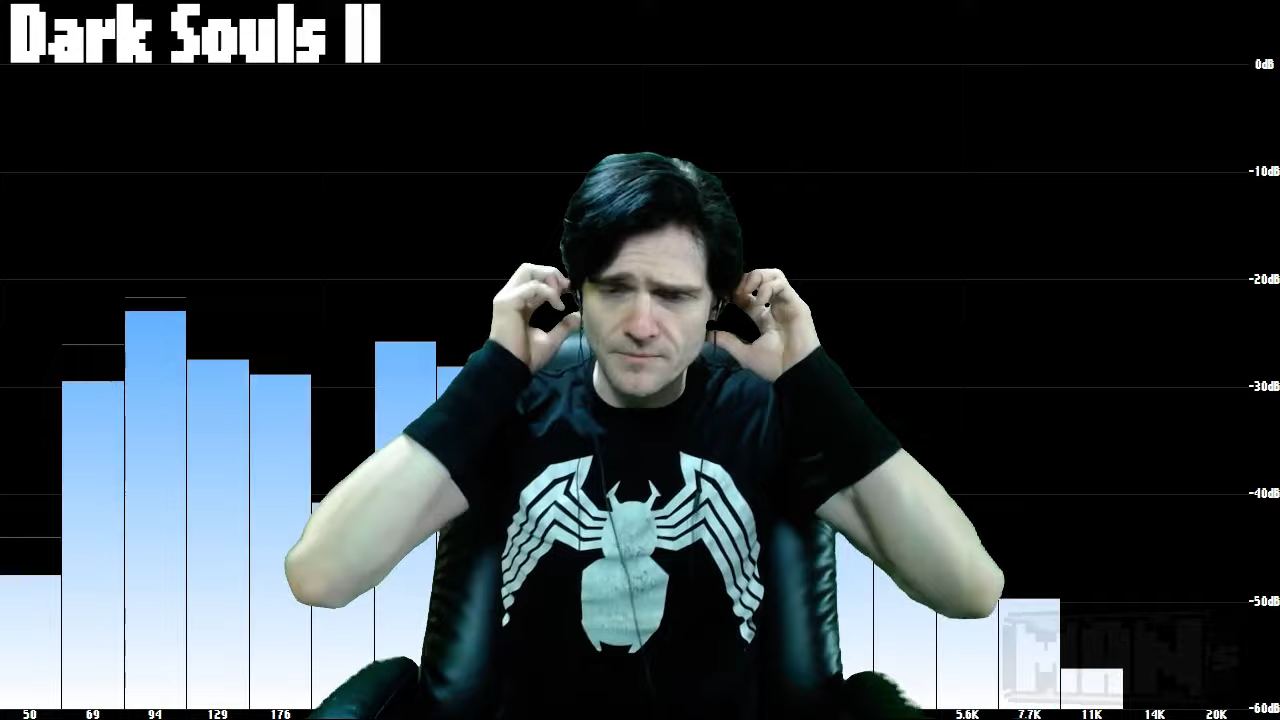 Dark Souls II
0dB
-10dB
-20dB
-30dB
-40dB
-50dB
MAN's
-60dB
50 69 94 129 176 5.6K 7.7K 11K 14K 20K